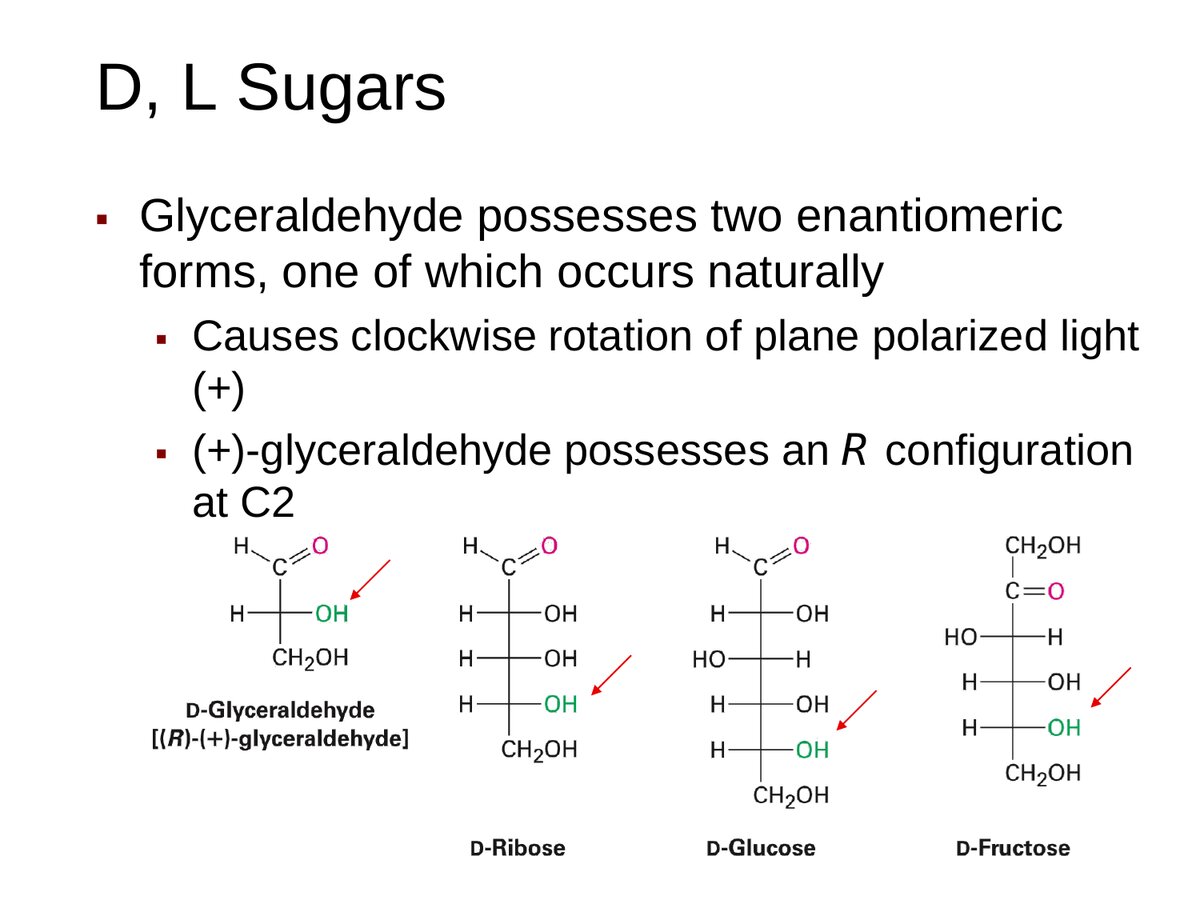 D, L Sugars
▪ Glyceraldehyde possesses two enantiomeric
forms, one of which occurs naturally
▪ Causes clockwise rotation of plane polarized light
(+)
▪ (+)-glyceraldehyde possesses an R configuration
at C2
H O
C
H OH
CH₂OH
D-Glyceraldehyde
[(R)-(+)-glyceraldehyde]
H O
C
H OH
H OH
H OH
CH₂OH
D-Ribose
H O
C
H OH
HO H
H OH
H OH
CH₂OH
D-Glucose
CH₂OH
C=O
HO H
H OH
H OH
CH₂OH
D-Fructose